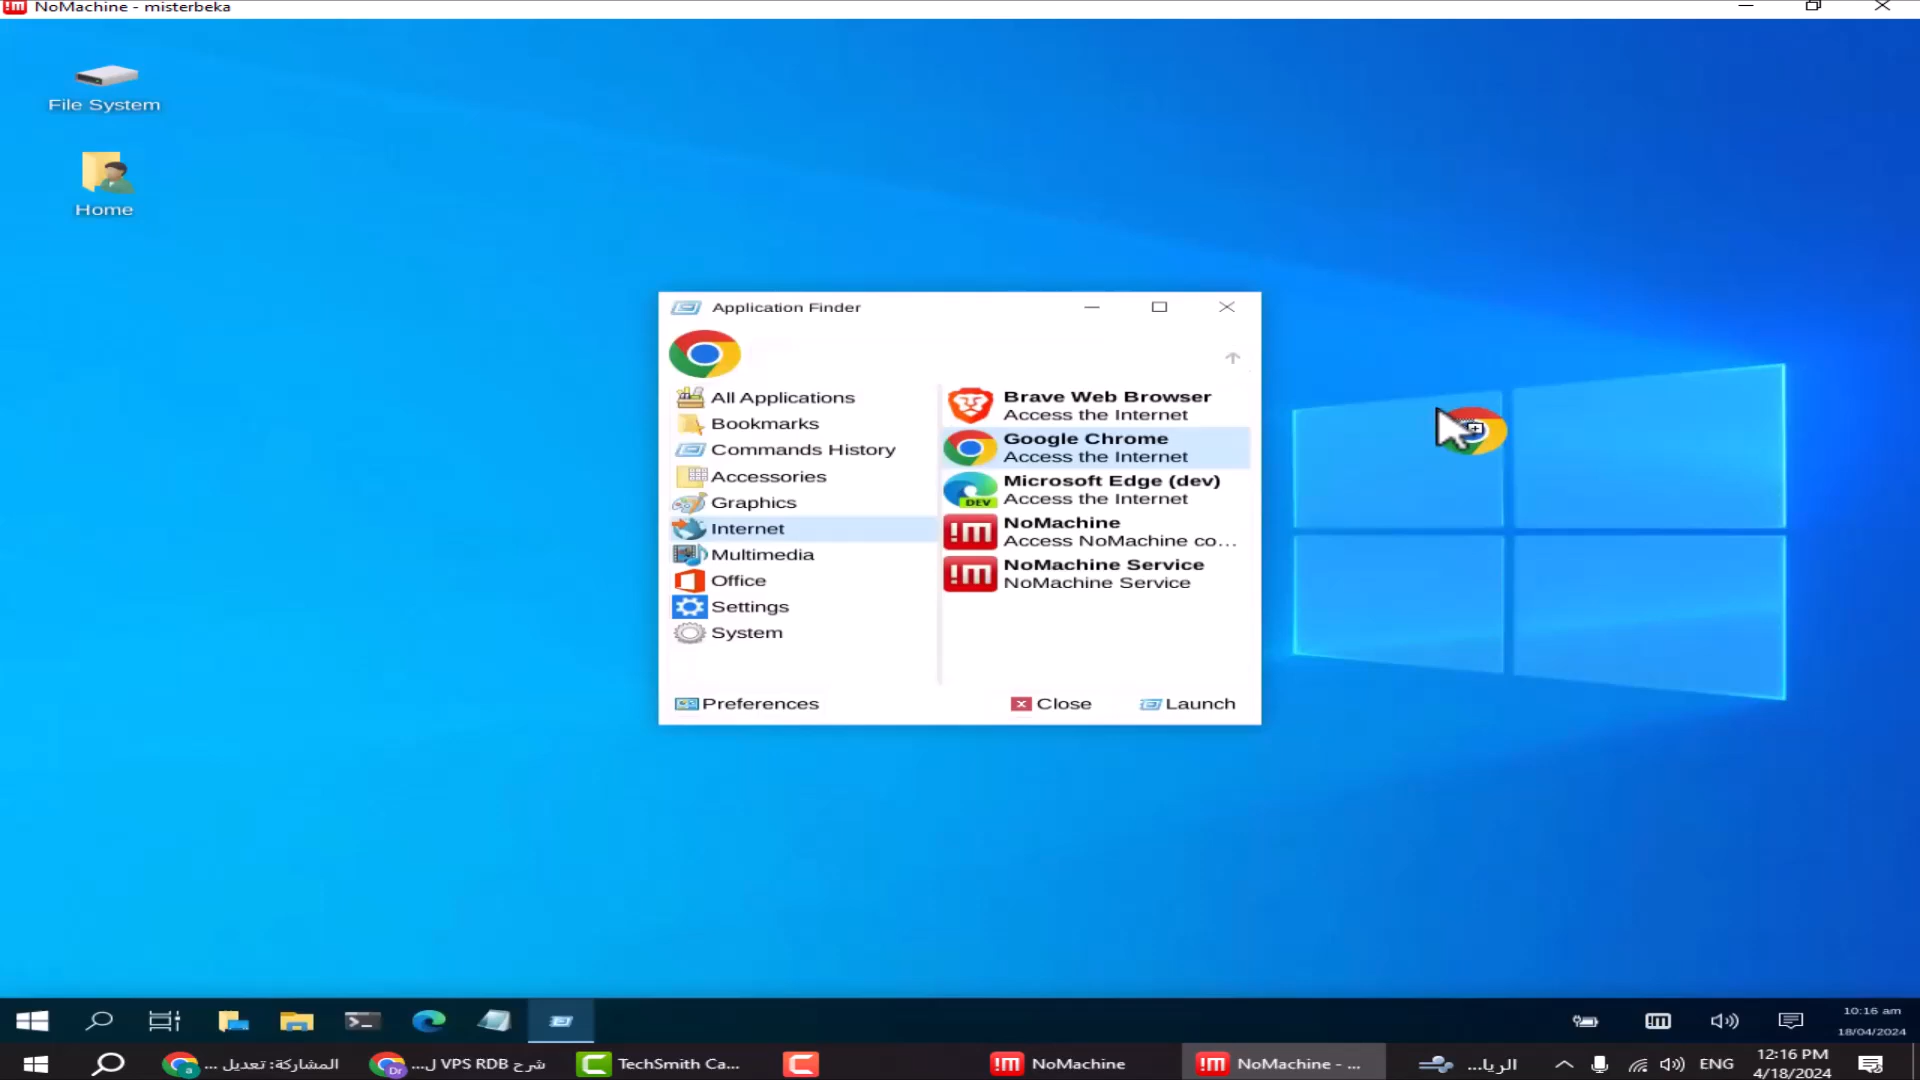 NoMachine - misterbeka
File System
Home
Application Finder
All Applications
Bookmarks
Commands History
Accessories
Graphics
Internet
Multimedia
Office
Settings
System
Brave Web Browser
Access the Internet
Google Chrome
Access the Internet
Microsoft Edge (dev)
Access the Internet
DEV
NoMachine
Access NoMachine co...
NoMachine Service
NoMachine Service
Preferences
Close
Launch
10:16 am
18/04/2024
المشاركة: تعديل ...
شرح VPS RDB ل...
TechSmith Ca...
NoMachine
NoMachine - ...
الريا...
ENG
12:16 PM
4/18/2024